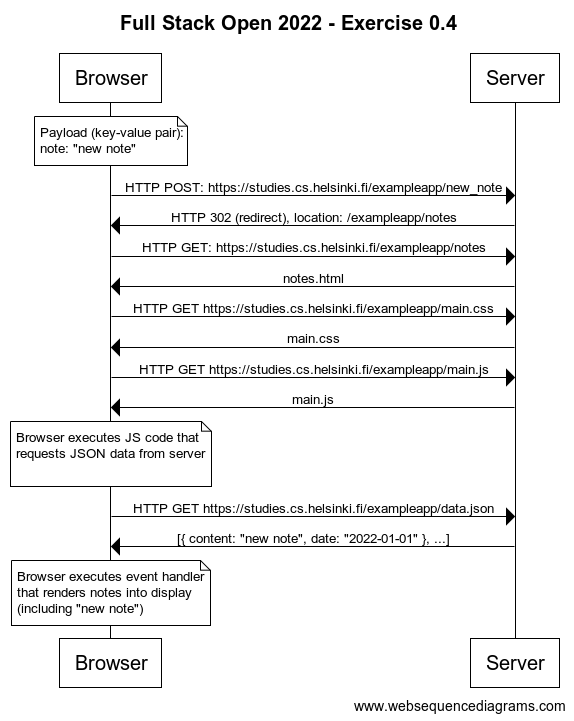 Full Stack Open 2022 - Exercise 0.4
Browser
Server
Payload (key-value pair):
note: "new note"
HTTP POST: https://studies.cs.helsinki.fi/exampleapp/new_note
HTTP 302 (redirect), location: /exampleapp/notes
HTTP GET: https://studies.cs.helsinki.fi/exampleapp/notes
notes.html
HTTP GET https://studies.cs.helsinki.fi/exampleapp/main.css
main.css
HTTP GET https://studies.cs.helsinki.fi/exampleapp/main.js
main.js
Browser executes JS code that
requests JSON data from server
HTTP GET https://studies.cs.helsinki.fi/exampleapp/data.json
[{ content: "new note", date: "2022-01-01" }, ...]
Browser executes event handler
that renders notes into display
(including "new note")
Browser
Server
www.websequencediagrams.com